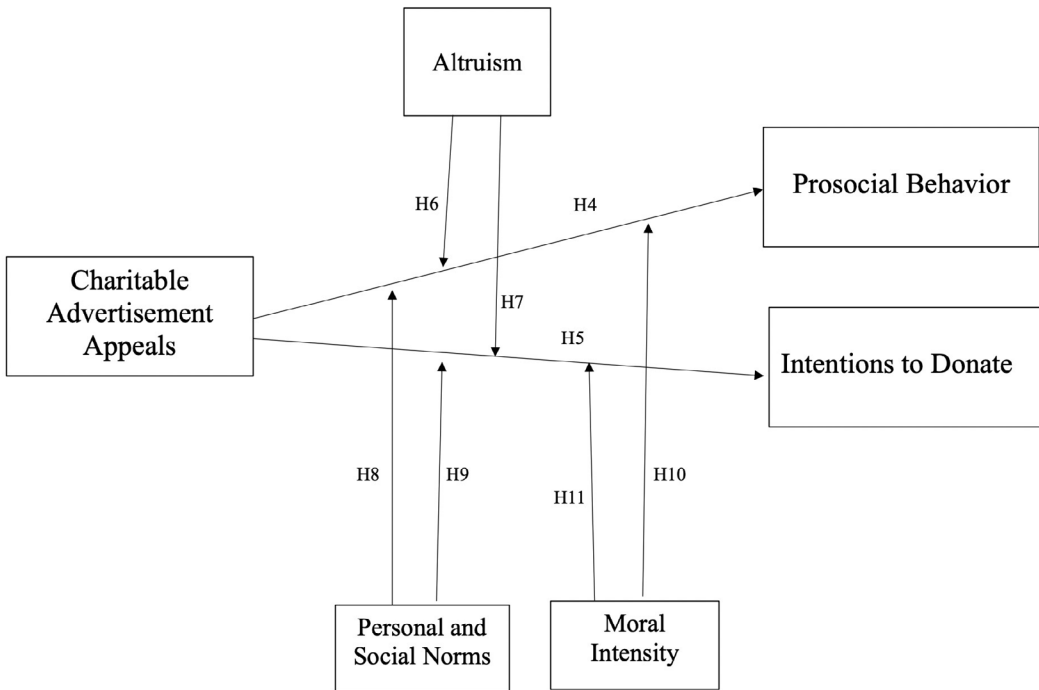 Altruism
Prosocial Behavior
H6
H4
Charitable
Advertisement
Appeals
H7
H5
Intentions to Donate
H8
H9
H11
H10
Personal and
Social Norms
Moral
Intensity